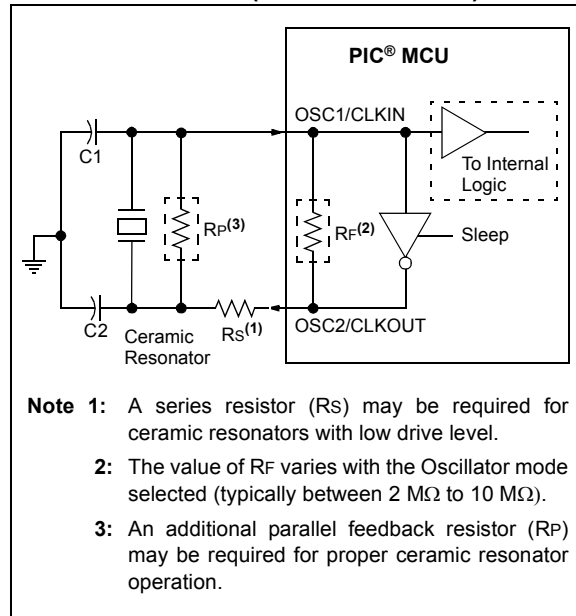 PIC® MCU
OSC1/CLKIN
C1
To Internal
Logic
RP(3)
RF(2)
Sleep
C2
Ceramic
Resonator
RS(1)
OSC2/CLKOUT
Note 1: A series resistor (RS) may be required for
ceramic resonators with low drive level.
2: The value of RF varies with the Oscillator mode
selected (typically between 2 MΩ to 10 MΩ).
3: An additional parallel feedback resistor (RP)
may be required for proper ceramic resonator
operation.